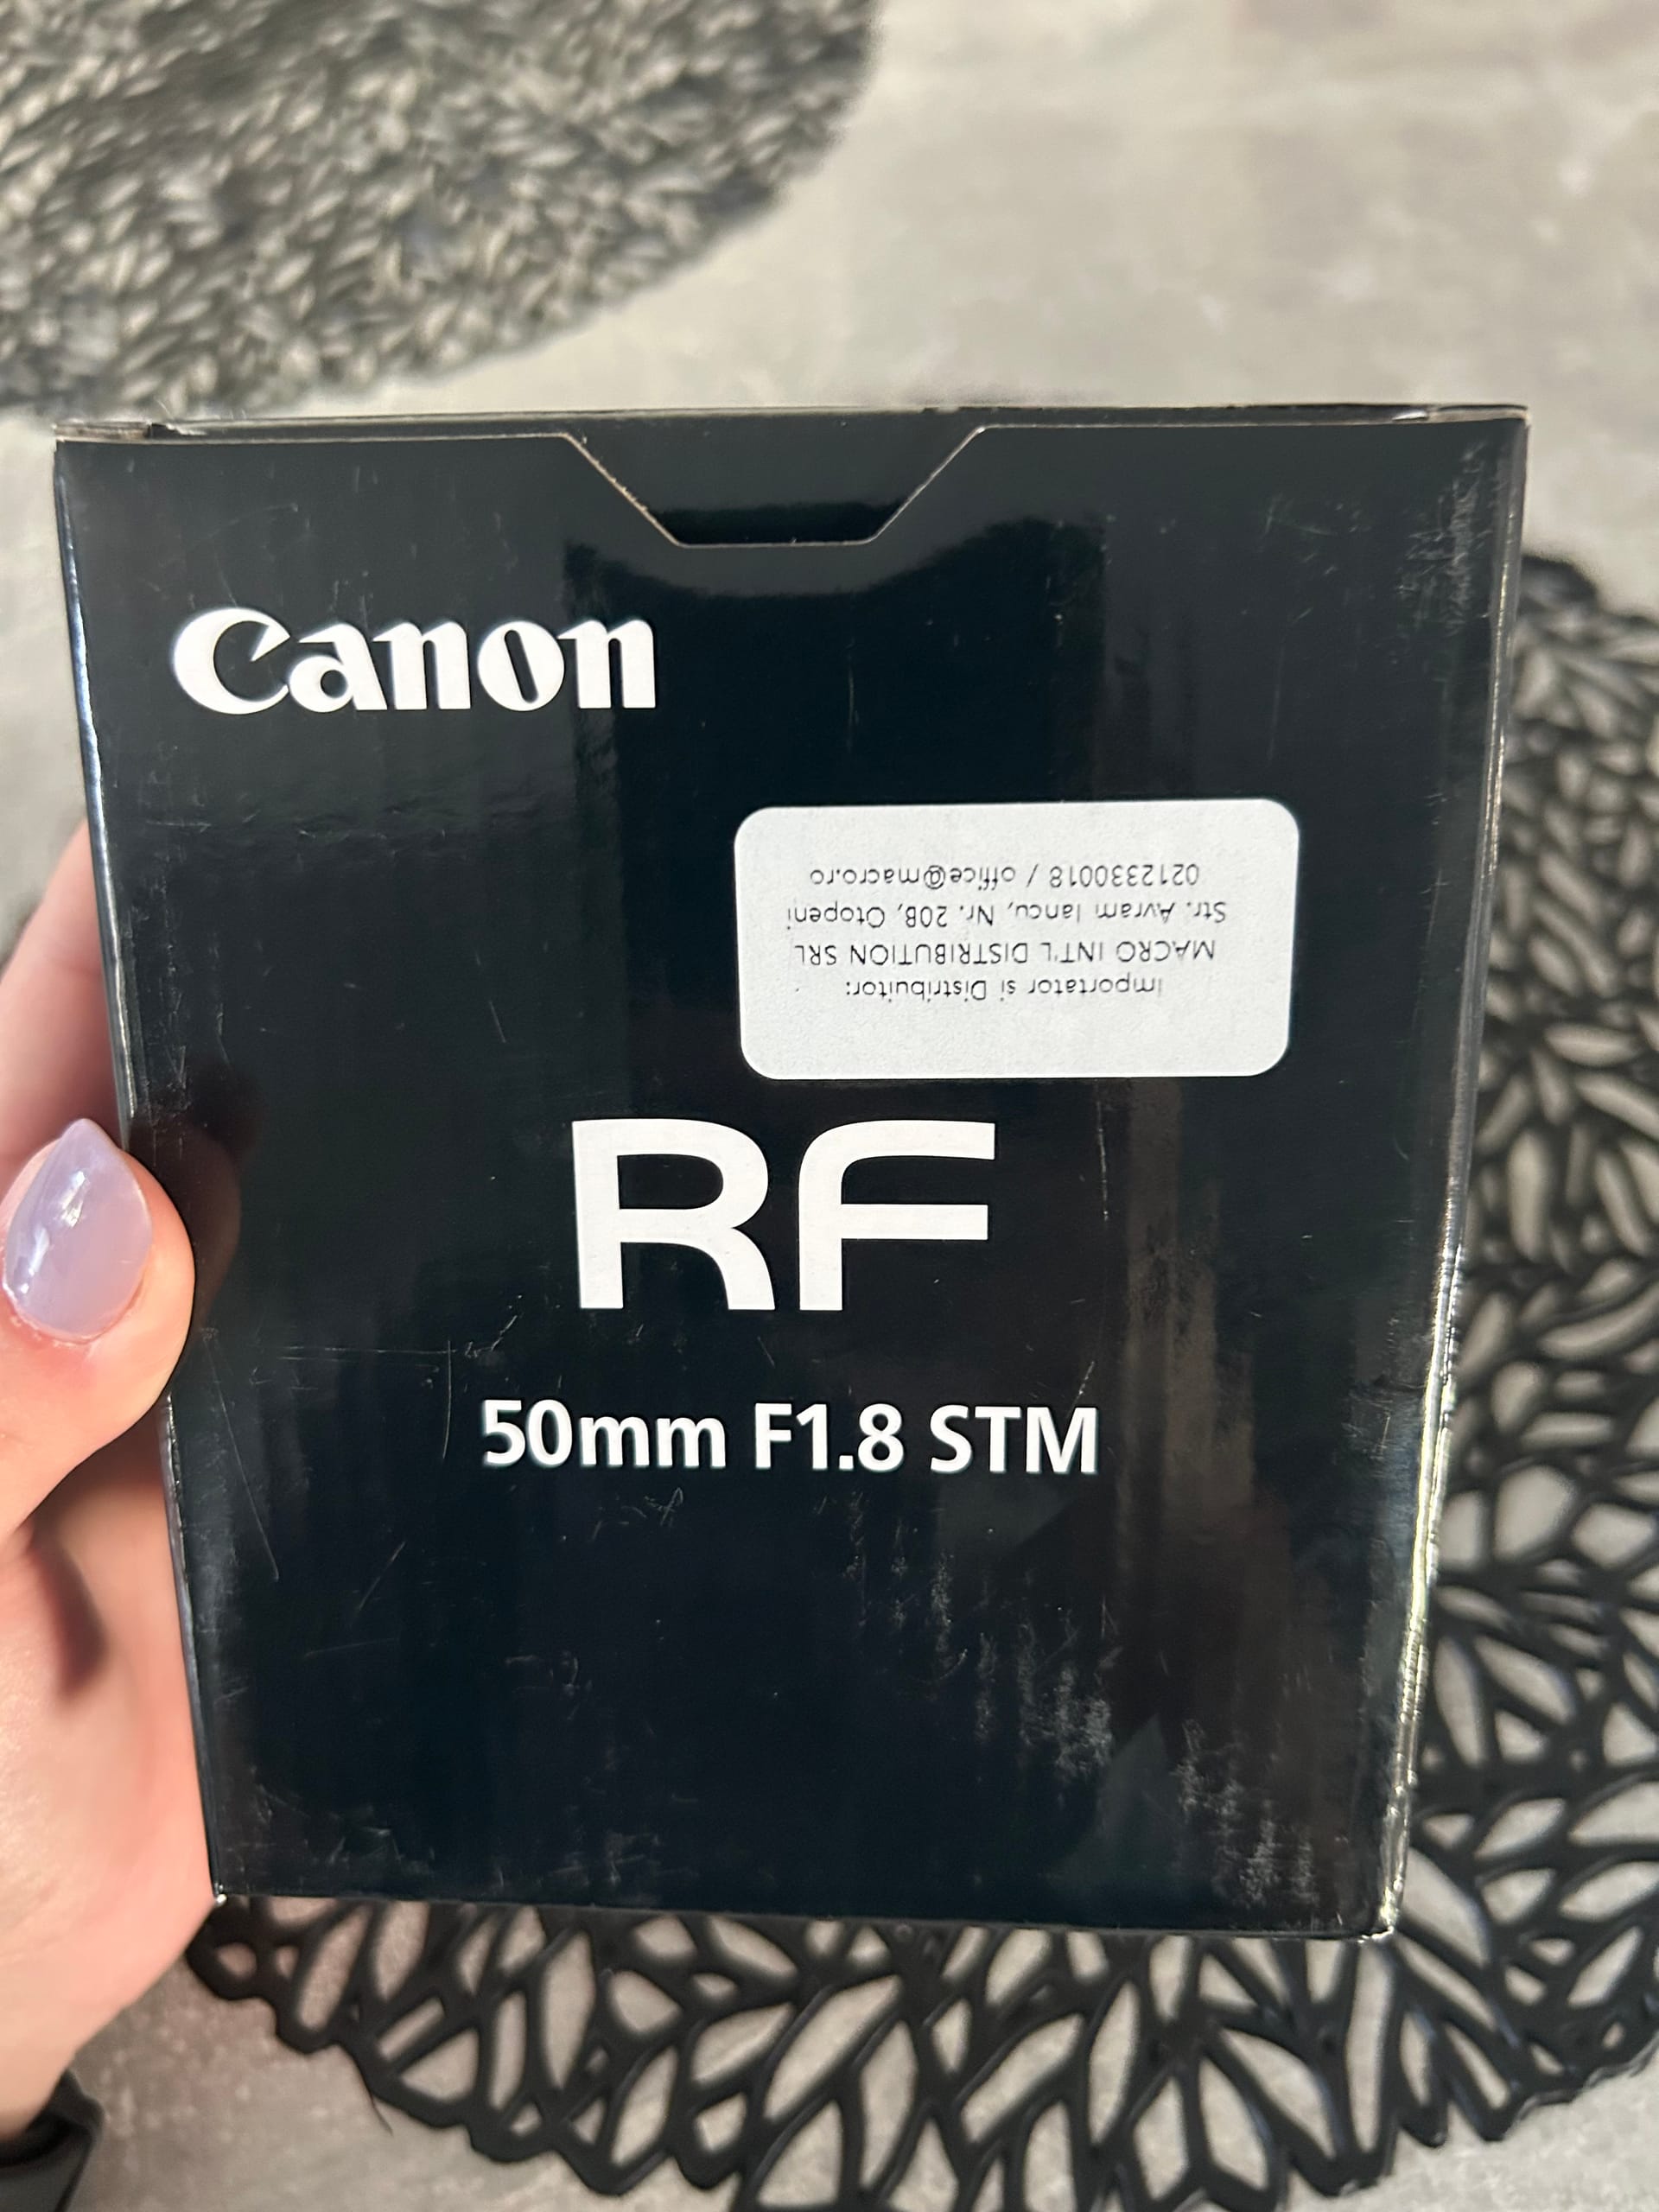 Canon
Importator si Distribuitor:
MACRO INT'L DISTRIBUTION SRL
Str. Avram Iancu, Nr. 20B, Otopeni
0212330018 / office@macro.ro
RF
50mm F1.8 STM